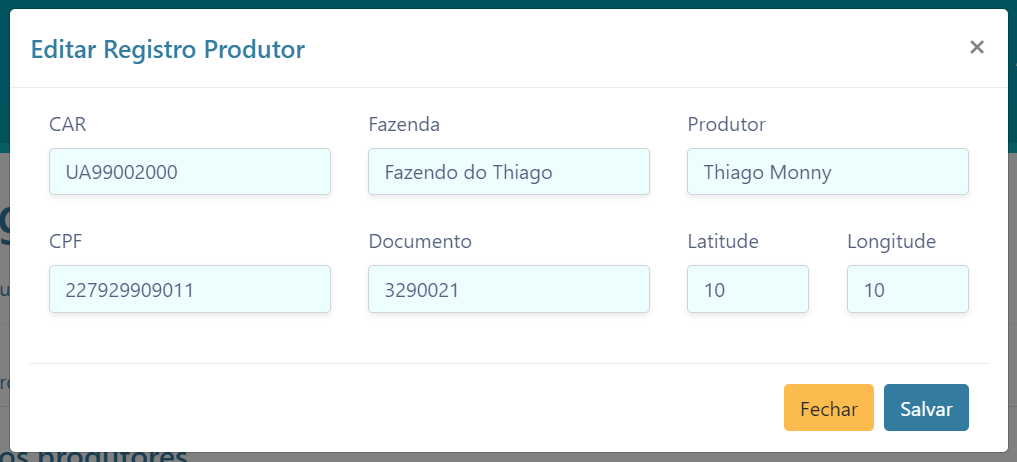 Editar Registro Produtor
×
CAR Fazenda Produtor
UA99002000 Fazendo do Thiago Thiago Monny
CPF Documento Latitude Longitude
227929909011 3290021 10 10
Fechar Salvar
os produtores